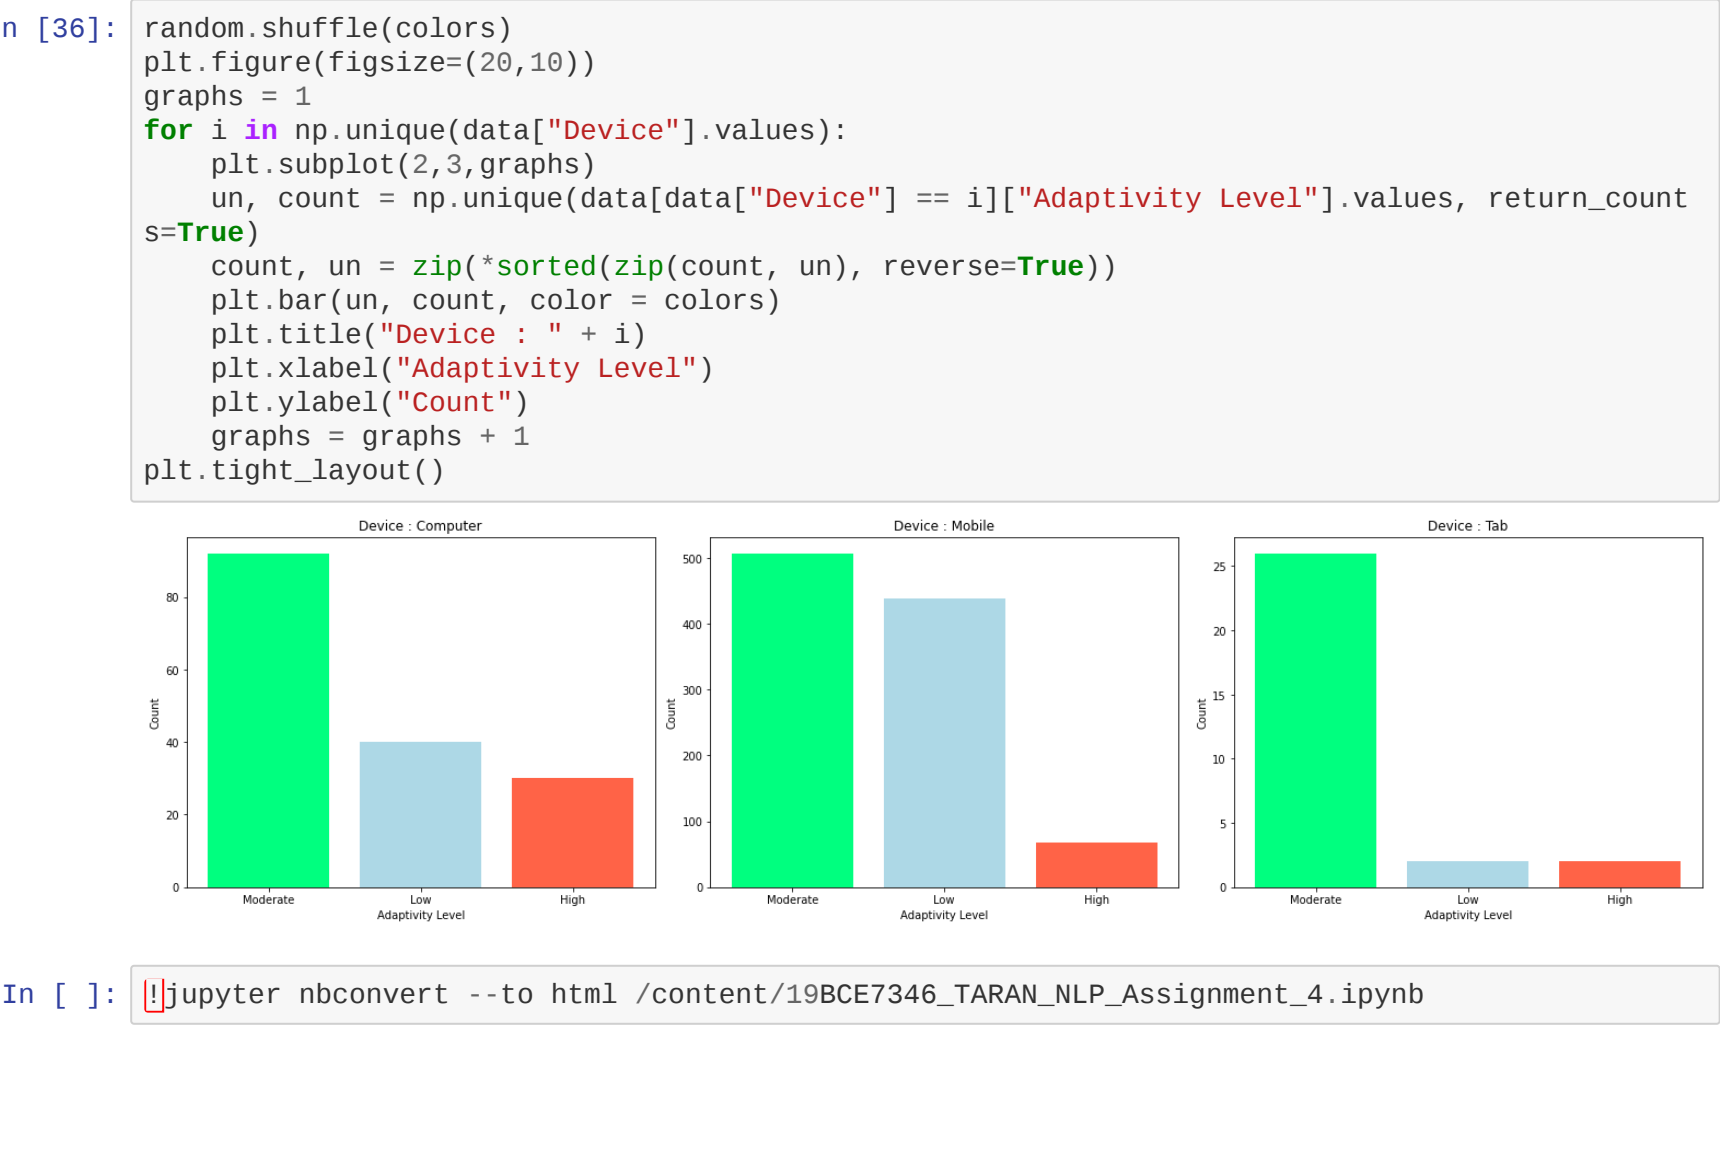 n [36]: random.shuffle(colors)
plt.figure(figsize=(20,10))
graphs = 1
for i in np.unique(data["Device"].values):
    plt.subplot(2,3,graphs)
    un, count = np.unique(data[data["Device"] == i]["Adaptivity Level"].values, return_count
s=True)
    count, un = zip(*sorted(zip(count, un), reverse=True))
    plt.bar(un, count, color = colors)
    plt.title("Device : " + i)
    plt.xlabel("Adaptivity Level")
    plt.ylabel("Count")
    graphs = graphs + 1
plt.tight_layout()
Device : Computer
80
60
40
20
0
Count
Moderate Low High
Adaptivity Level
Device : Mobile
500
400
300
200
100
0
Count
Moderate Low High
Adaptivity Level
Device : Tab
25
20
15
10
5
0
Count
Moderate Low High
Adaptivity Level
In [ ]: !jupyter nbconvert --to html /content/19BCE7346_TARAN_NLP_Assignment_4.ipynb